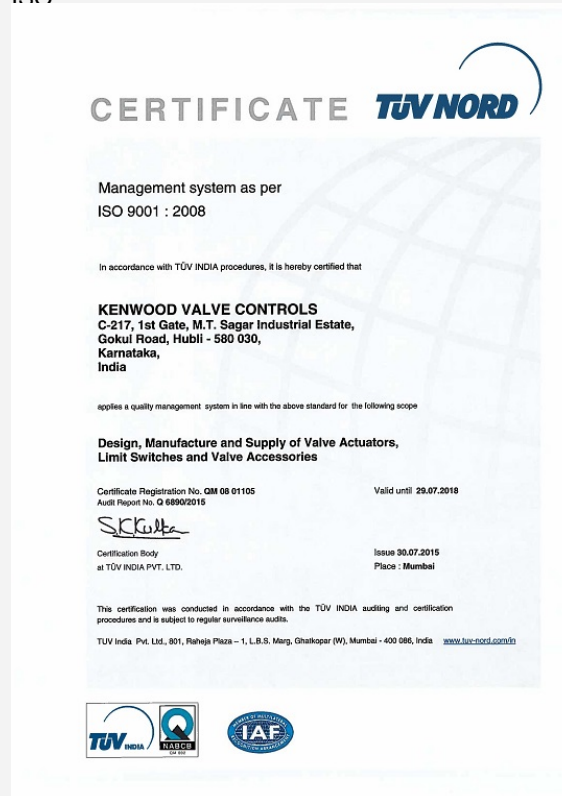 CERTIFICATE TÜV NORD
Management system as per
ISO 9001 : 2008
In accordance with TÜV INDIA procedures, it is hereby certified that
KENWOOD VALVE CONTROLS
C-217, 1st Gate, M.T. Sagar Industrial Estate,
Gokul Road, Hubli - 580 030,
Karnataka,
India
applies a quality management system in line with the above standard for the following scope
Design, Manufacture and Supply of Valve Actuators,
Limit Switches and Valve Accessories
Certificate Registration No. QM 08 01105 Valid until 29.07.2018
Audit Report No. Q 6890/2015
Certification Body Issue 30.07.2015
at TÜV INDIA PVT. LTD. Place : Mumbai
This certification was conducted in accordance with the TÜV INDIA auditing and certification
procedures and is subject to regular surveillance audits.
TUV India Pvt. Ltd., 801, Raheja Plaza – 1, L.B.S. Marg, Ghatkopar (W), Mumbai - 400 086, India www.tuv-nord.com/in
TÜV INDIA
NABCB
MEMBER OF MULTILATERAL
IAF
RECOGNITION ARRANGEMENT